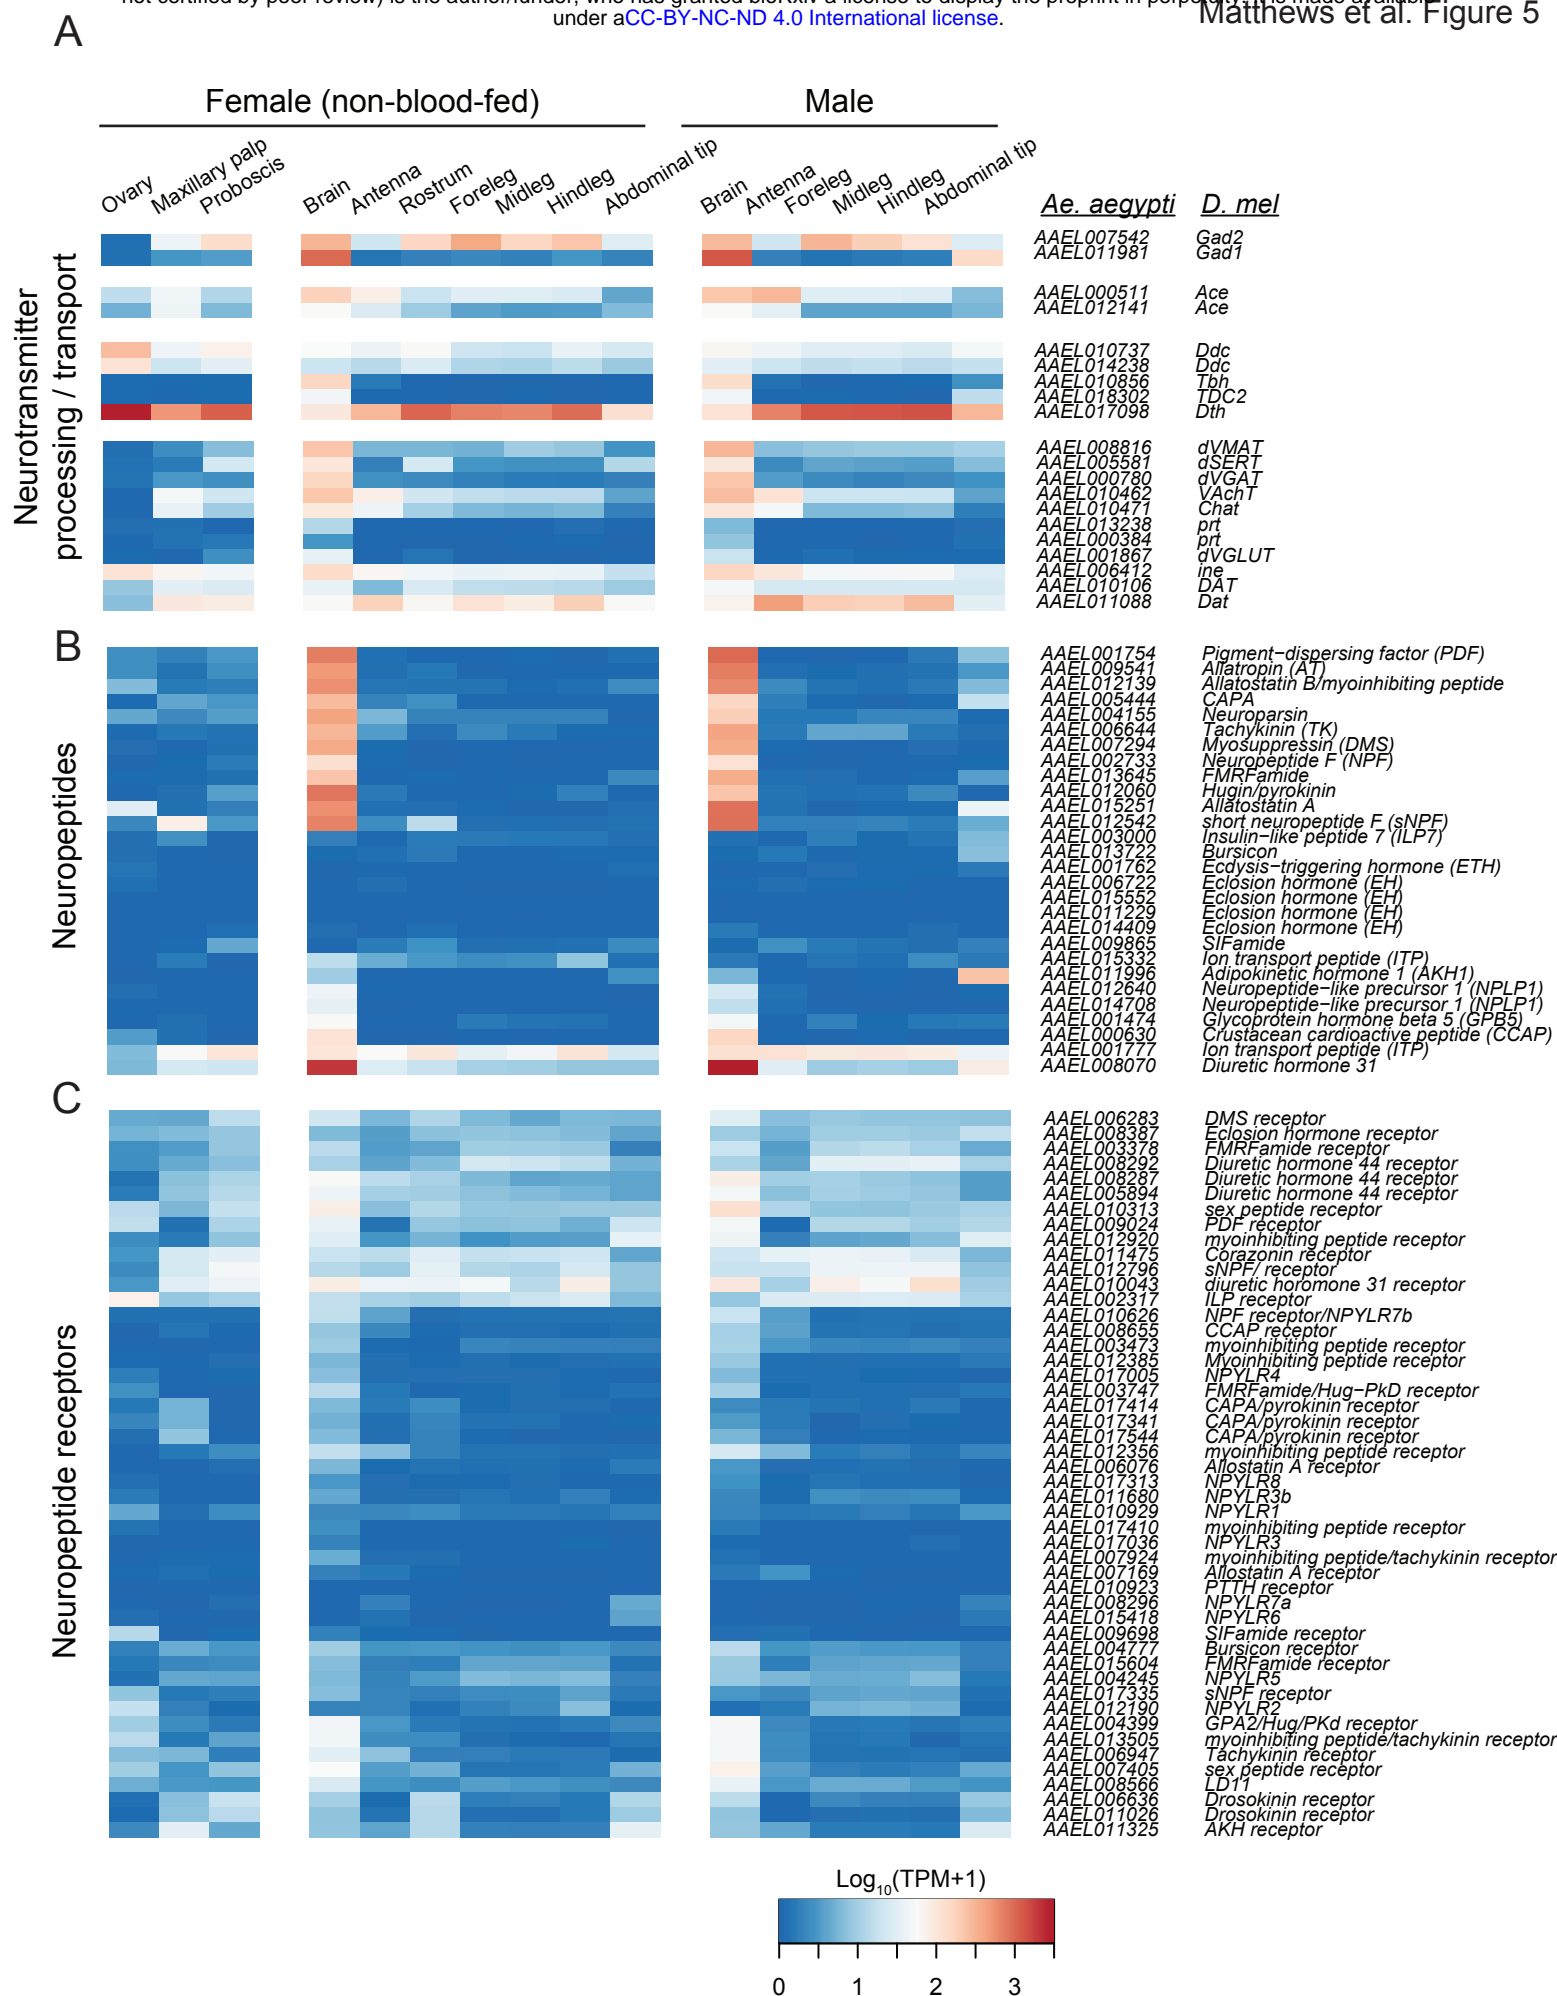 under aCC-BY-NC-ND 4.0 International license.
Matthews et al. Figure 5
A
Female (non-blood-fed)
Male
Ovary
Maxillary palp
Proboscis
Brain
Antenna
Rostrum
Foreleg
Midleg
Hindleg
Abdominal tip
Brain
Antenna
Foreleg
Midleg
Hindleg
Abdominal tip
Ae. aegypti D. mel
Neurotransmitter
processing / transport
AAEL007542 Gad2
AAEL011981 Gad1
AAEL000511 Ace
AAEL012141 Ace
AAEL010737 Ddc
AAEL014238 Ddc
AAEL010856 Tbh
AAEL018302 TDC2
AAEL017098 Dth
AAEL008816 dVMAT
AAEL005581 dSERT
AAEL000780 dVGAT
AAEL010462 VAchT
AAEL010471 Chat
AAEL013238 prt
AAEL000384 prt
AAEL001867 dVGLUT
AAEL006412 ine
AAEL010106 DAT
AAEL011088 Dat
B
Neuropeptides
AAEL001754 Pigment−dispersing factor (PDF)
AAEL009541 Allatropin (AT)
AAEL012139 Allatostatin B/myoinhibiting peptide
AAEL005444 CAPA
AAEL004155 Neuroparsin
AAEL006644 Tachykinin (TK)
AAEL007294 Myosuppressin (DMS)
AAEL002733 Neuropeptide F (NPF)
AAEL013645 FMRFamide
AAEL012060 Hugin/pyrokinin
AAEL015251 Allatostatin A
AAEL012542 short neuropeptide F (sNPF)
AAEL003000 Insulin−like peptide 7 (ILP7)
AAEL013722 Bursicon
AAEL001762 Ecdysis−triggering hormone (ETH)
AAEL006722 Eclosion hormone (EH)
AAEL015552 Eclosion hormone (EH)
AAEL011229 Eclosion hormone (EH)
AAEL014409 Eclosion hormone (EH)
AAEL009865 SIFamide
AAEL015332 Ion transport peptide (ITP)
AAEL011996 Adipokinetic hormone 1 (AKH1)
AAEL012640 Neuropeptide−like precursor 1 (NPLP1)
AAEL014708 Neuropeptide−like precursor 1 (NPLP1)
AAEL001474 Glycoprotein hormone beta 5 (GPB5)
AAEL000630 Crustacean cardioactive peptide (CCAP)
AAEL001777 Ion transport peptide (ITP)
AAEL008070 Diuretic hormone 31
C
Neuropeptide receptors
AAEL006283 DMS receptor
AAEL008387 Eclosion hormone receptor
AAEL003378 FMRFamide receptor
AAEL008292 Diuretic hormone 44 receptor
AAEL008287 Diuretic hormone 44 receptor
AAEL005894 Diuretic hormone 44 receptor
AAEL010313 sex peptide receptor
AAEL009024 PDF receptor
AAEL012920 myoinhibiting peptide receptor
AAEL011475 Corazonin receptor
AAEL012796 sNPF/ receptor
AAEL010043 diuretic horomone 31 receptor
AAEL002317 ILP receptor
AAEL010626 NPF receptor/NPYLR7b
AAEL008655 CCAP receptor
AAEL003473 myoinhibiting peptide receptor
AAEL012385 Myoinhibiting peptide receptor
AAEL017005 NPYLR4
AAEL003747 FMRFamide/Hug−PkD receptor
AAEL017414 CAPA/pyrokinin receptor
AAEL017341 CAPA/pyrokinin receptor
AAEL017544 CAPA/pyrokinin receptor
AAEL012356 myoinhibiting peptide receptor
AAEL006076 Allostatin A receptor
AAEL017313 NPYLR8
AAEL011680 NPYLR3b
AAEL010929 NPYLR1
AAEL017410 myoinhibiting peptide receptor
AAEL017036 NPYLR3
AAEL007924 myoinhibiting peptide/tachykinin receptor
AAEL007169 Allostatin A receptor
AAEL010923 PTTH receptor
AAEL008296 NPYLR7a
AAEL015418 NPYLR6
AAEL009698 SIFamide receptor
AAEL004777 Bursicon receptor
AAEL015604 FMRFamide receptor
AAEL004245 NPYLR5
AAEL017335 sNPF receptor
AAEL012190 NPYLR2
AAEL004399 GPA2/Hug/PKd receptor
AAEL013505 myoinhibiting peptide/tachykinin receptor
AAEL006947 Tachykinin receptor
AAEL007405 sex peptide receptor
AAEL008566 LD11
AAEL006636 Drosokinin receptor
AAEL011026 Drosokinin receptor
AAEL011325 AKH receptor
Log10(TPM+1)
0 1 2 3